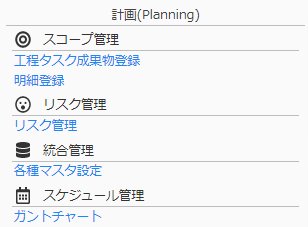 計画(Planning)
スコープ管理
工程タスク成果物登録
明細登録
リスク管理
リスク管理
統合管理
各種マスタ設定
スケジュール管理
ガントチャート